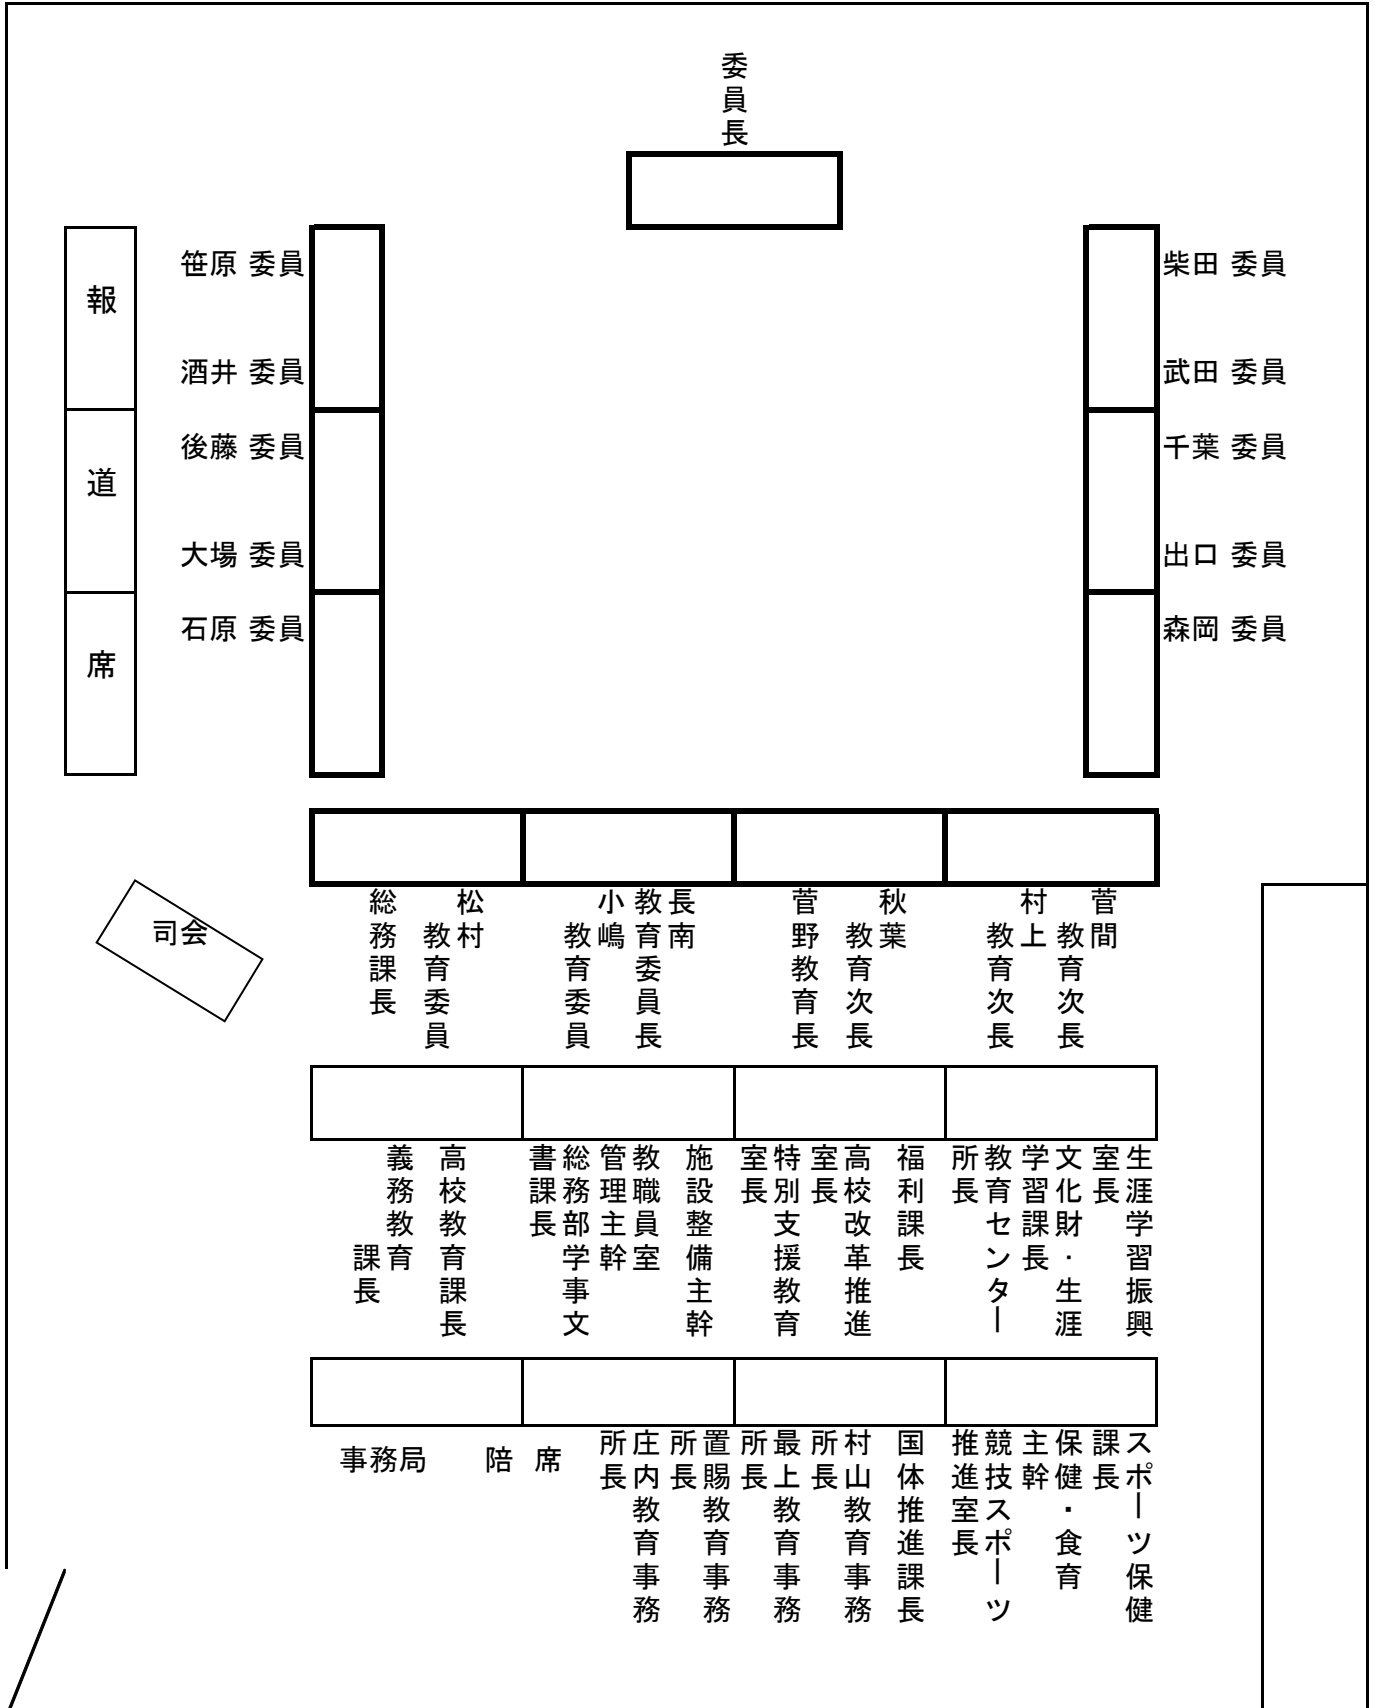 委員長
報道席
笹原 委員
酒井 委員
後藤 委員
大場 委員
石原 委員
柴田 委員
武田 委員
千葉 委員
出口 委員
森岡 委員
司会
菅間
教育次長
村上
教育次長
秋葉
教育次長
菅野教育長
長南
教育委員長
小嶋
教育委員
松村
教育委員
総務課長
生涯学習振興
室長
文化財・生涯
学習課長
教育センター
所長
福利課長
高校改革推進
室長
特別支援教育
室長
施設整備主幹
教職員室
管理主幹
総務部学事文
書課長
高校教育課長
義務教育
課長
スポーツ保健
課長
保健・食育
主幹
競技スポーツ
推進室長
国体推進課長
村山教育事務
所長
最上教育事務
所長
置賜教育事務
所長
庄内教育事務
所長
陪 席
事務局